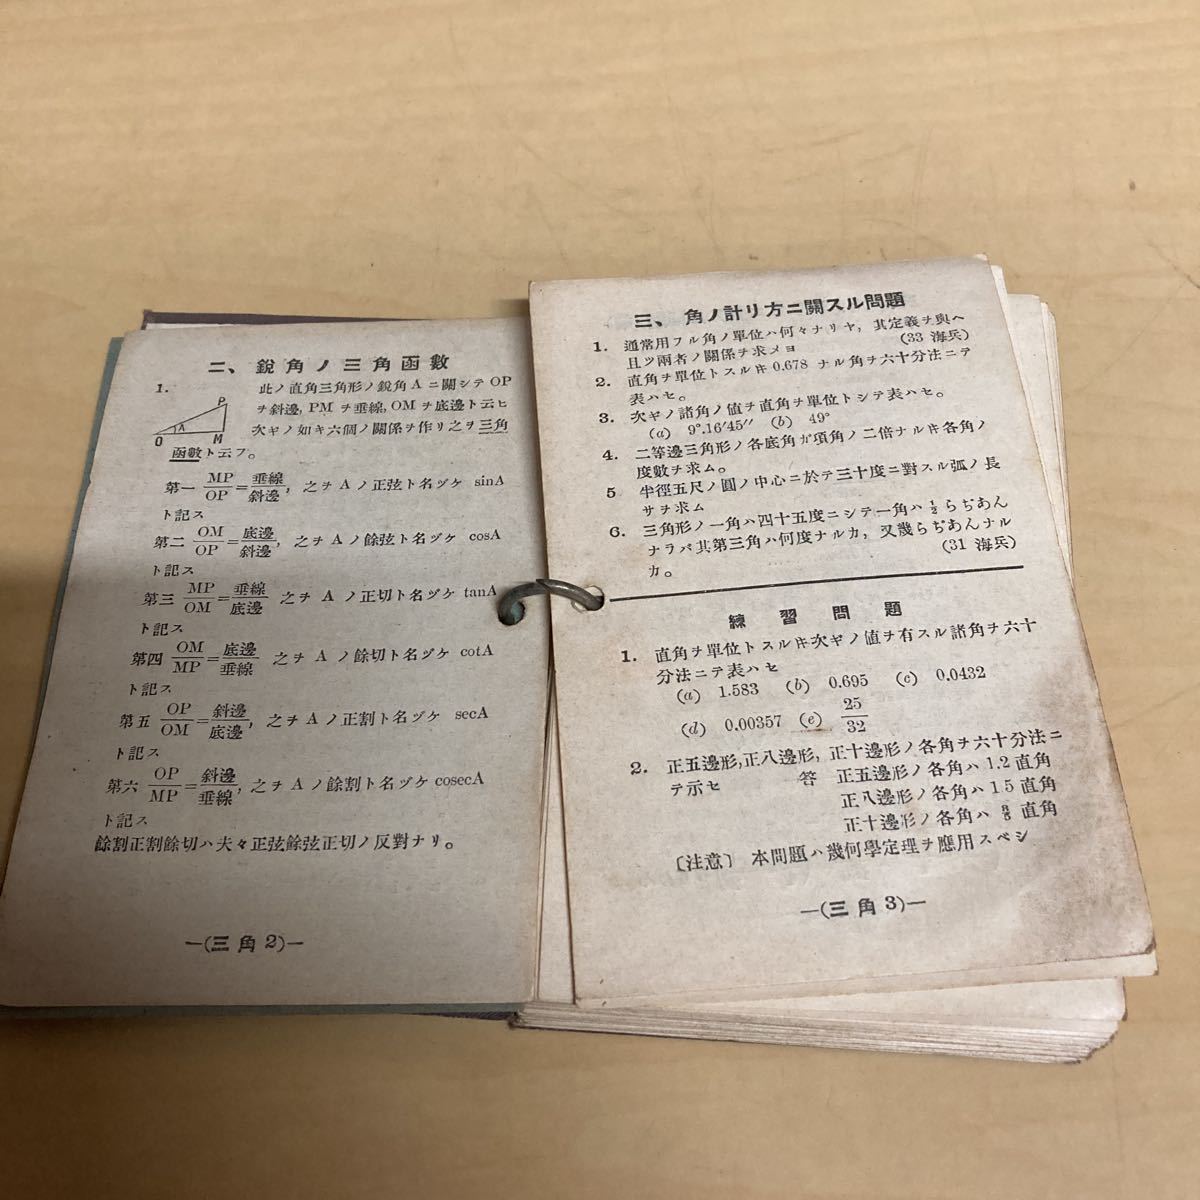 二、銳角ノ三角函數
1. 此ノ直角三角形ノ銳角Aニ關シテOP
P
A
O M
ヲ斜邊, PMヲ垂線, OMヲ底邊ト云ヒ
次ギノ如キ六個ノ關係ヲ作リ之ヲ三角
函數ト云フ。
第一 MP/OP=垂線/斜邊, 之ヲAノ正弦ト名ヅケ sinA
ト記ス
第二 OM/OP=底邊/斜邊, 之ヲAノ餘弦ト名ヅケ cosA
ト記ス
第三 MP/OM=垂線/底邊 之ヲAノ正切ト名ヅケ tanA
ト記ス
第四 OM/MP=底邊/垂線 之ヲAノ餘切ト名ヅケ cotA
ト記ス
第五 OP/OM=斜邊/底邊, 之ヲAノ正割ト名ヅケ secA
ト記ス
第六 OP/MP=斜邊/垂線, 之ヲAノ餘割ト名ヅケ cosecA
ト記ス
餘割正割餘切ハ夫々正弦餘弦正切ノ反對ナリ。
—(三角2)—
三、角ノ計リ方ニ關スル問題
1. 通常用フル角ノ單位ハ何々ナリヤ, 其定義ヲ與ヘ
且ツ兩者ノ關係ヲ求メヨ (33 海兵)
2. 直角ヲ單位トスルキ0.678 ナル角ヲ六十分法ニテ
表ハセ。
3. 次ギノ諸角ノ値ヲ直角ヲ單位トシテ表ハセ。
(a) 9°.16′45″ (b) 49°
4. 二等邊三角形ノ各底角ガ項角ノ二倍ナルキ各角ノ
度數ヲ求ム。
5 半徑五尺ノ圓ノ中心ニ於テ三十度ニ對スル弧ノ長
サヲ求ム
6. 三角形ノ一角ハ四十五度ニシテ一角ハ 1/2 らぢあん
ナラバ其第三角ハ何度ナルカ, 又幾らぢあんナル
カ。 (31 海兵)
練習問題
1. 直角ヲ單位トスルキ次ギノ値ヲ有スル諸角ヲ六十
分法ニテ表ハセ
(a) 1.583 (b) 0.695 (c) 0.0432
(d) 0.00357 (e) 25/32
2. 正五邊形,正八邊形, 正十邊形ノ各角ヲ六十分法ニ
テ示セ 答 正五邊形ノ各角ハ 1.2 直角
正八邊形ノ各角ハ 1.5 直角
正十邊形ノ各角ハ 8/5 直角
〔注意〕 本問題ハ幾何學定理ヲ應用スベシ
—(三角3)—